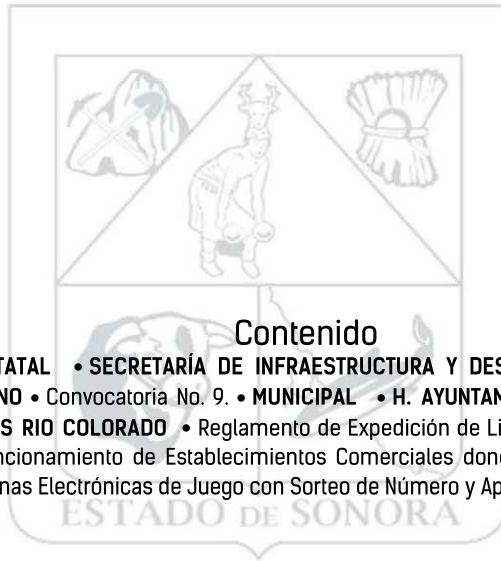 Contenido
TATAL • SECRETARÍA DE INFRAESTRUCTURA Y DES
NO • Convocatoria No. 9. • MUNICIPAL • H. AYUNTAM
S RIO COLORADO • Reglamento de Expedición de Li
ncionamiento de Establecimientos Comerciales don
nas Electrónicas de Juego con Sorteo de Número y Ap
ESTADO DE SONORA